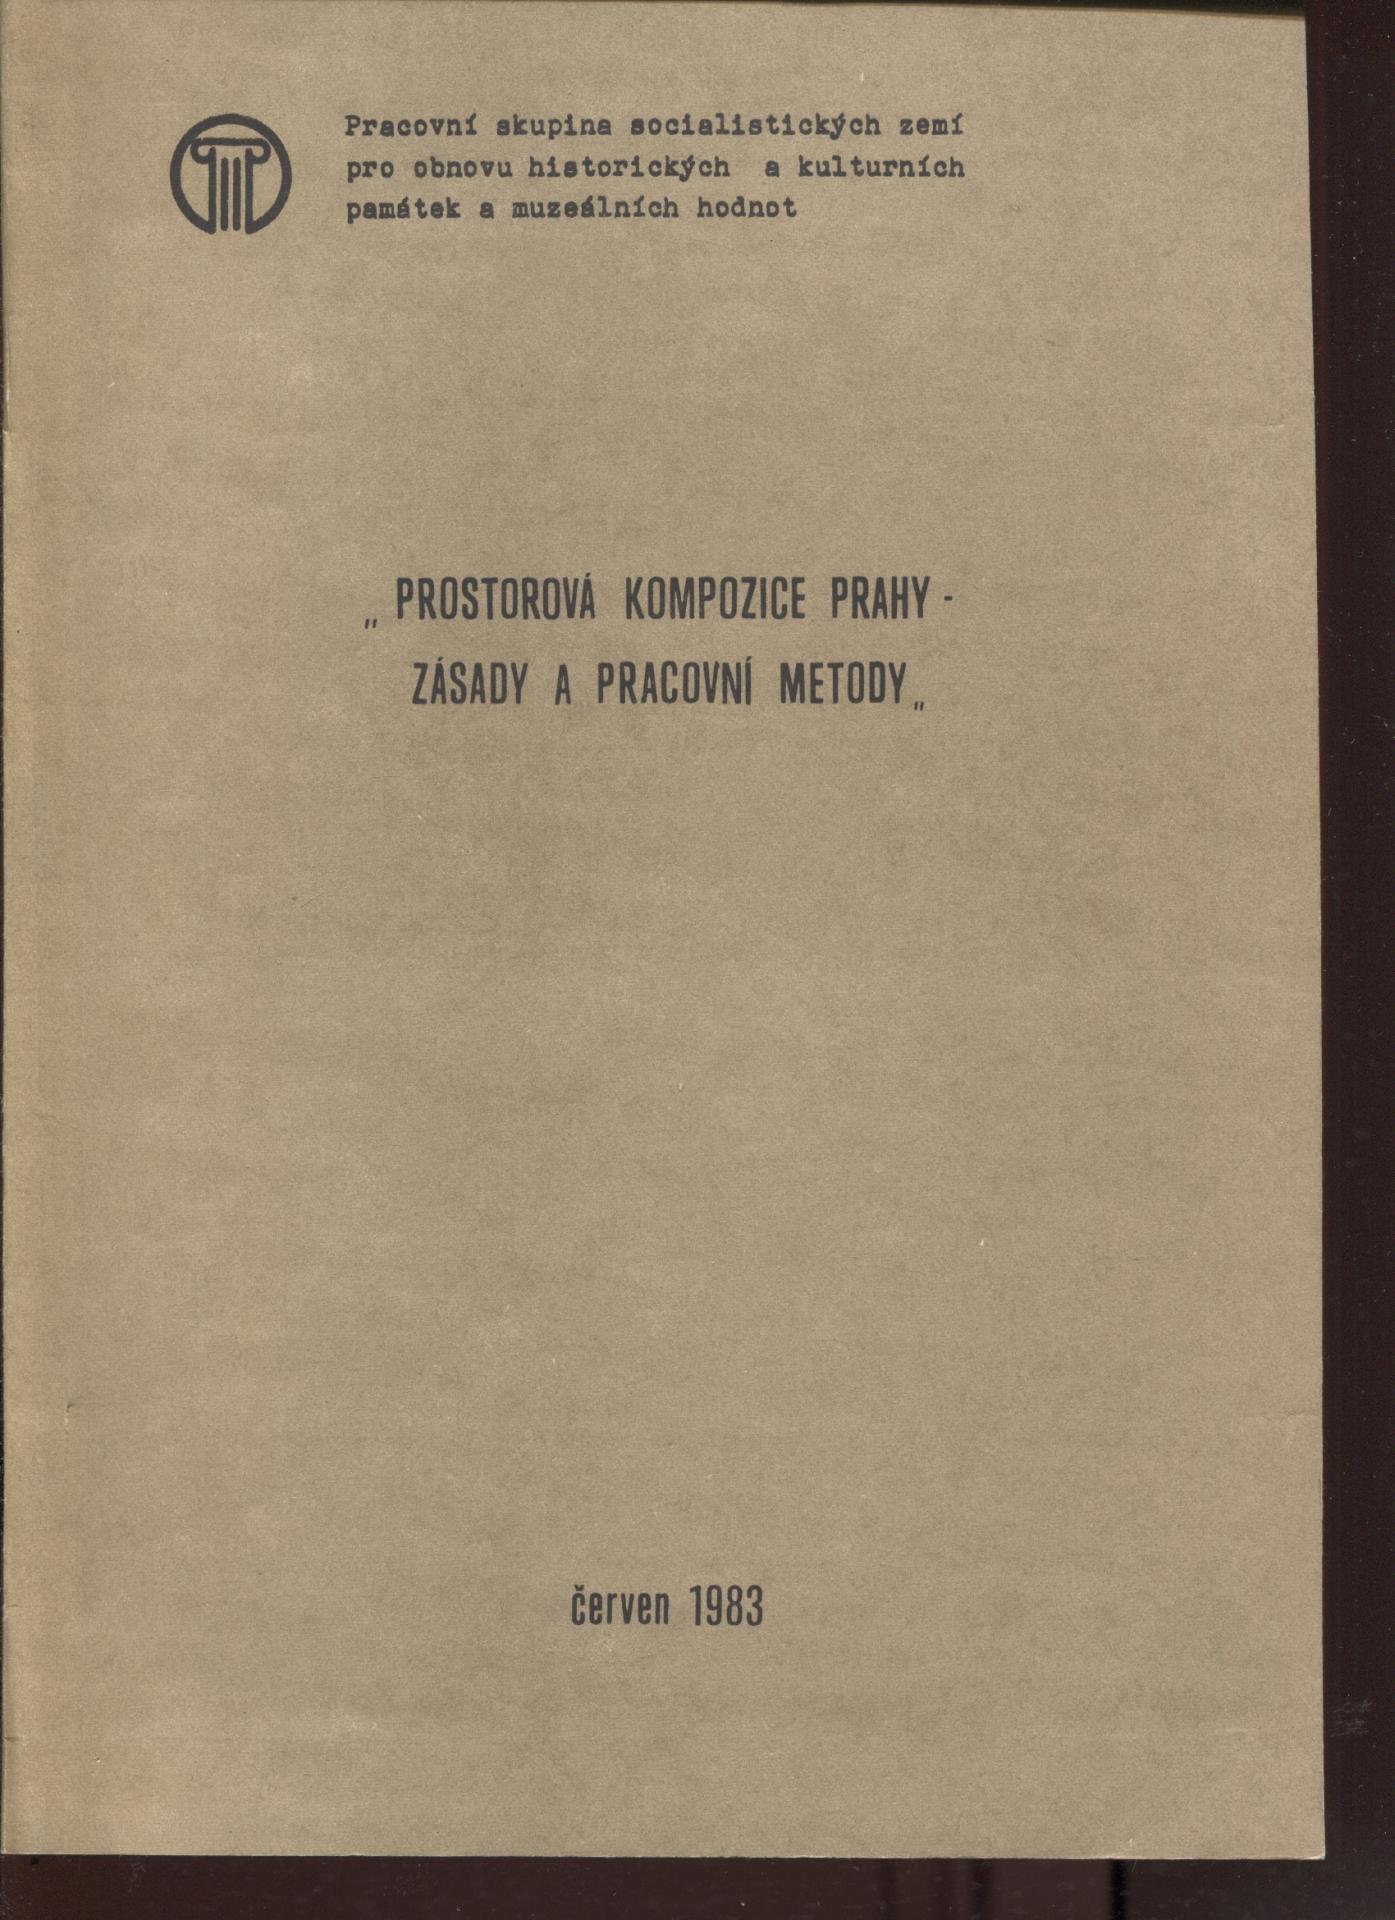 Pracovní skupina socialistických zemí
pro obnovu historických a kulturních
památek a muzeálních hodnot
„ PROSTOROVÁ KOMPOZICE PRAHY -
ZÁSADY A PRACOVNÍ METODY „
červen 1983